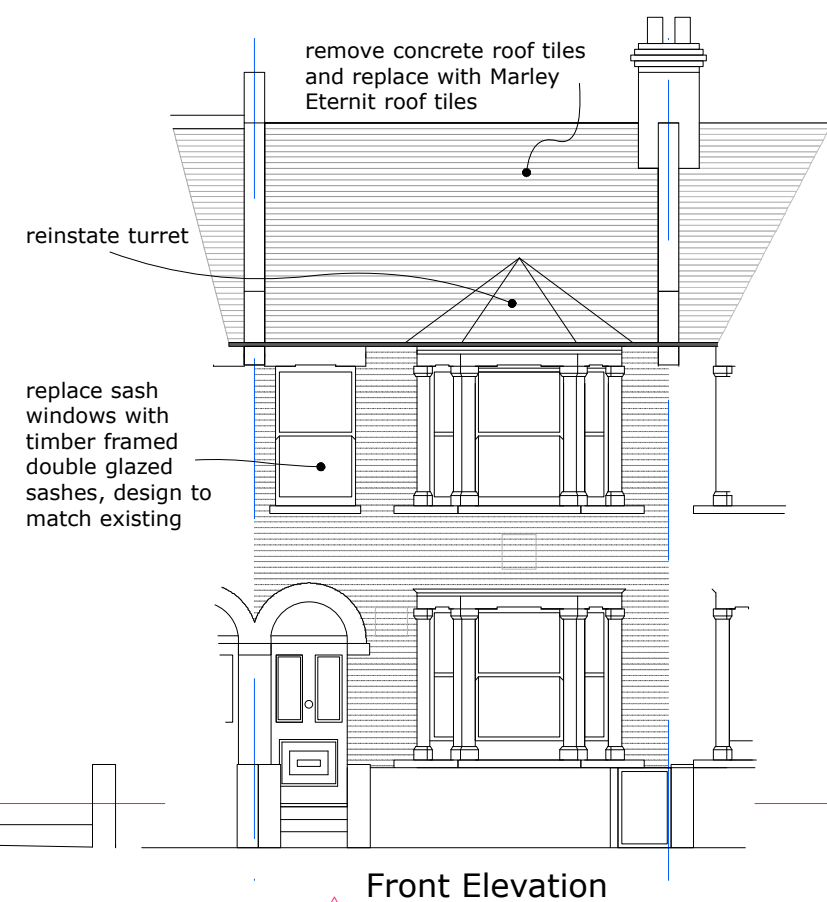 remove concrete roof tiles
and replace with Marley
Eternit roof tiles
reinstate turret
replace sash
windows with
timber framed
double glazed
sashes, design to
match existing
Front Elevation